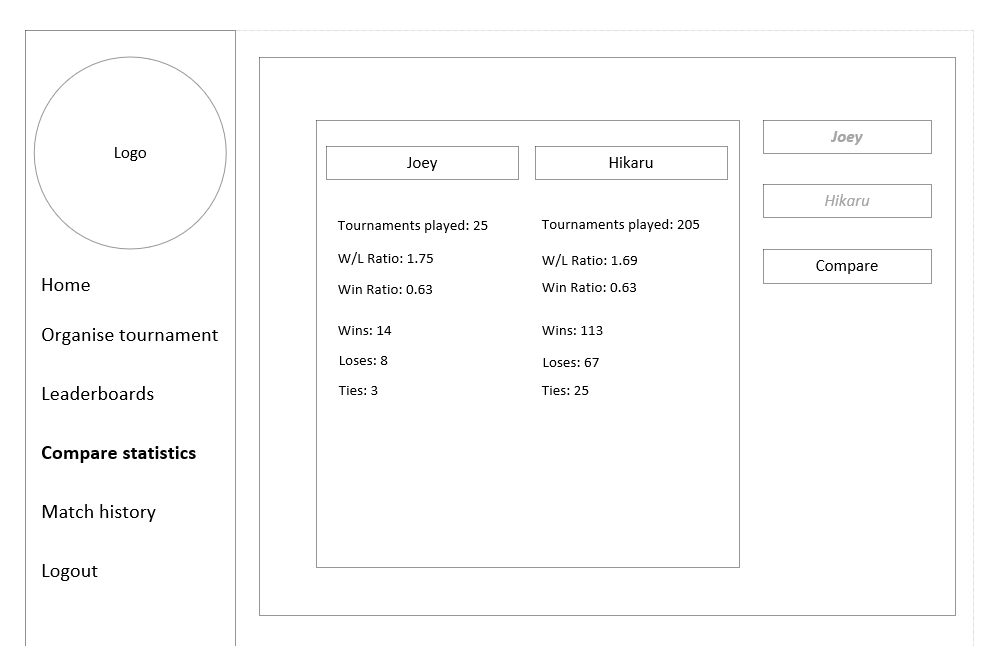 Logo
Home
Organise tournament
Leaderboards
Compare statistics
Match history
Logout
Joey
Hikaru
Tournaments played: 25
W/L Ratio: 1.75
Win Ratio: 0.63
Wins: 14
Loses: 8
Ties: 3
Tournaments played: 205
W/L Ratio: 1.69
Win Ratio: 0.63
Wins: 113
Loses: 67
Ties: 25
Joey
Hikaru
Compare